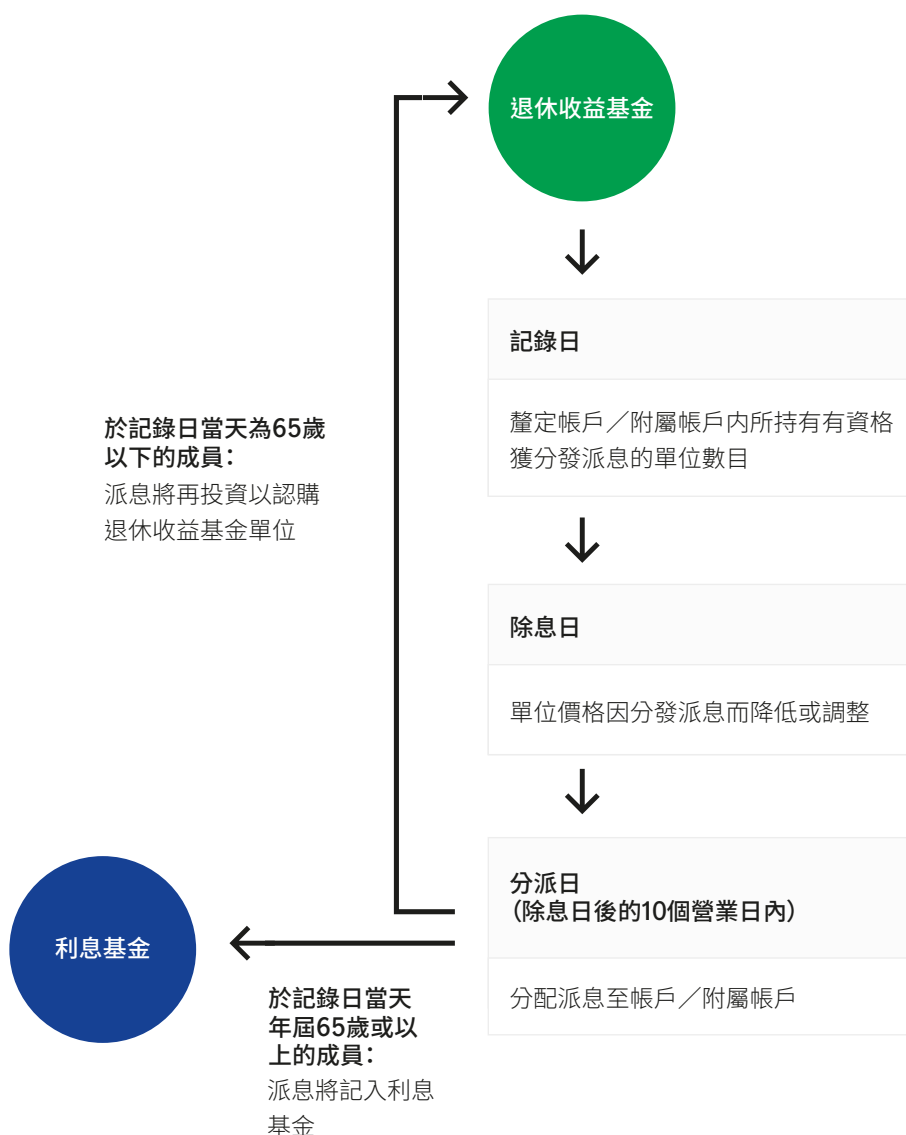 退休收益基金
記錄日
釐定帳戶／附屬帳戶内所持有有資格
獲分發派息的單位數目
於記錄日當天為65歲
以下的成員：
派息將再投資以認購
退休收益基金單位
除息日
單位價格因分發派息而降低或調整
分派日
(除息日後的10個營業日內)
分配派息至帳戶／附屬帳戶
利息基金
於記錄日當天
年屆65歲或以
上的成員：
派息將記入利息
基金